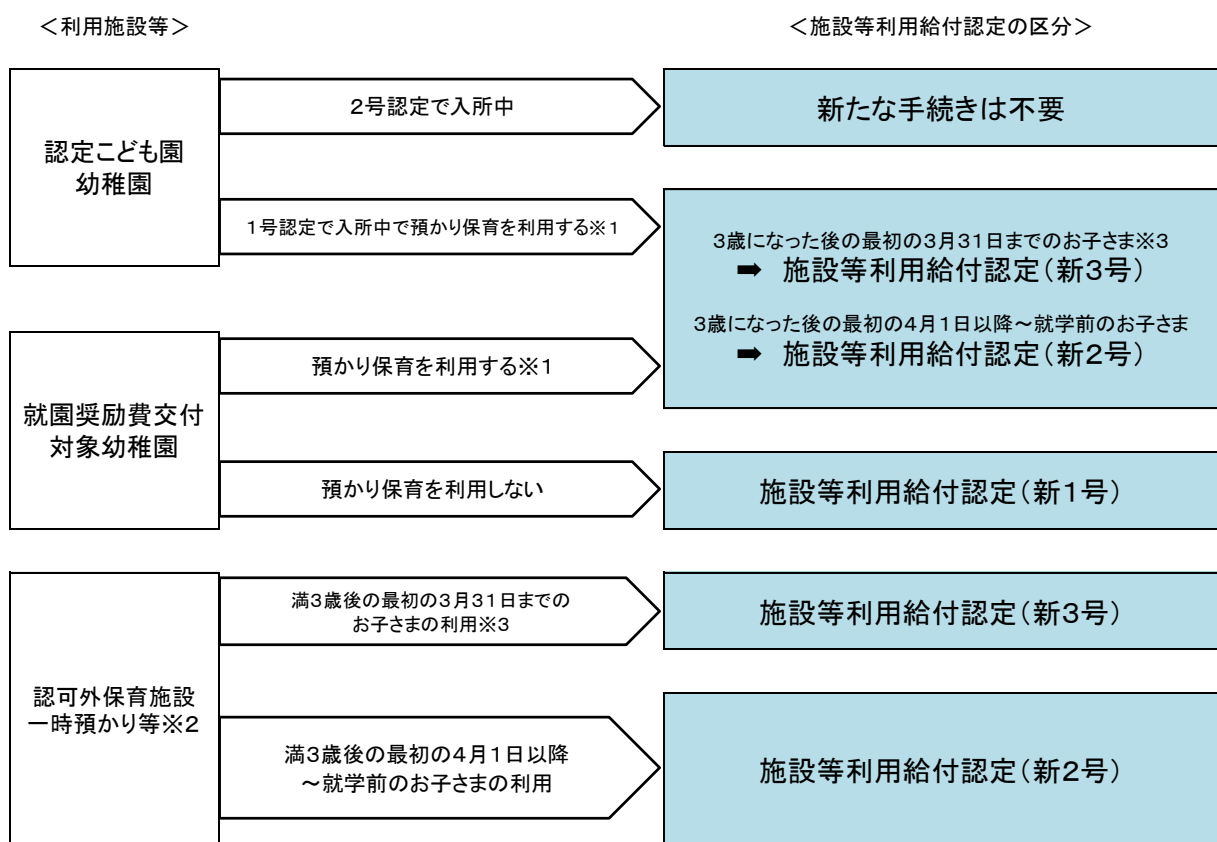 ＜利用施設等＞
＜施設等利用給付認定の区分＞
認定こども園
幼稚園
２号認定で入所中
新たな手続きは不要
１号認定で入所中で預かり保育を利用する※１
３歳になった後の最初の３月３１日までのお子さま※３
➡ 施設等利用給付認定（新３号）
３歳になった後の最初の４月１日以降～就学前のお子さま
➡ 施設等利用給付認定（新２号）
就園奨励費交付
対象幼稚園
預かり保育を利用する※１
預かり保育を利用しない
施設等利用給付認定（新１号）
認可外保育施設
一時預かり等※２
満３歳後の最初の３月３１日までの
お子さまの利用※３
施設等利用給付認定（新３号）
満３歳後の最初の４月１日以降
～就学前のお子さまの利用
施設等利用給付認定（新２号）